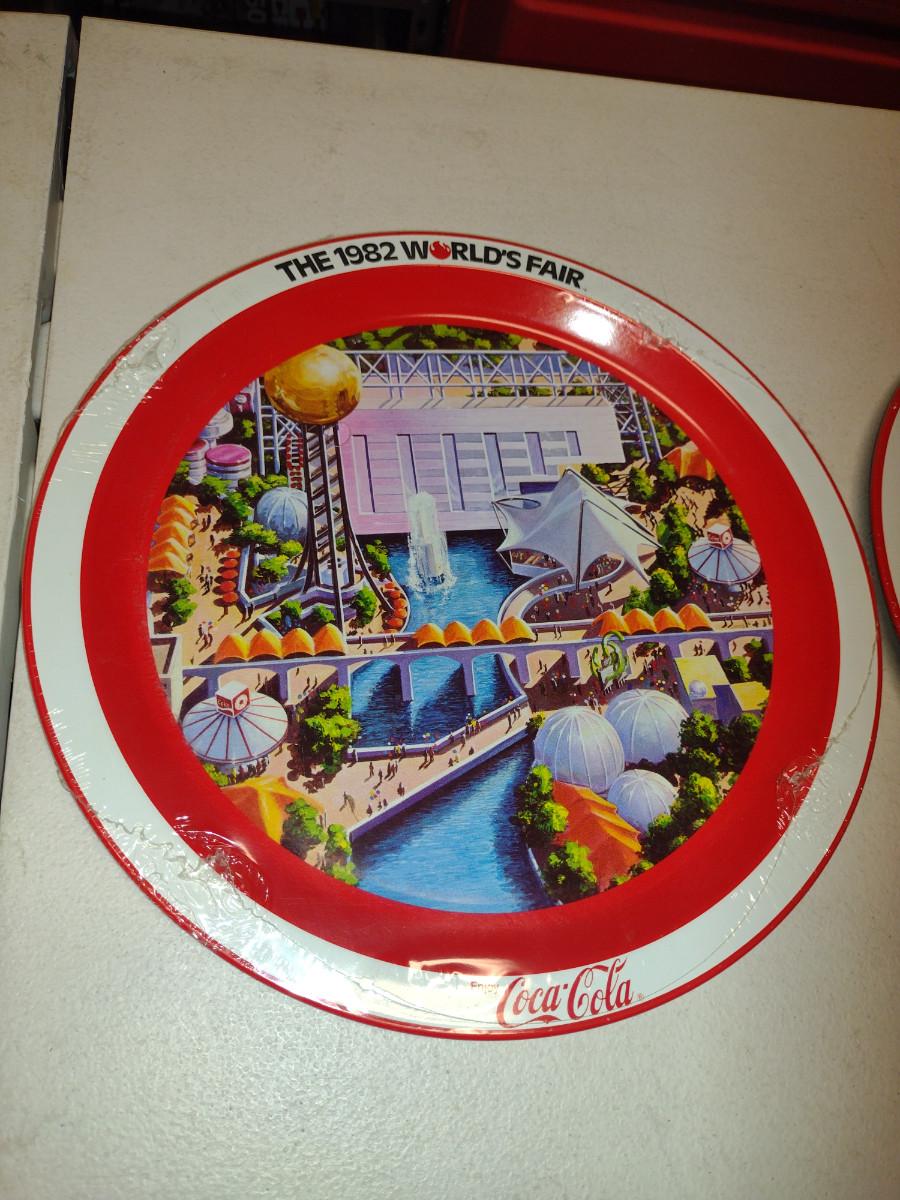 THE 1982 WORLD'S FAIR
Enjoy
Coca-Cola®